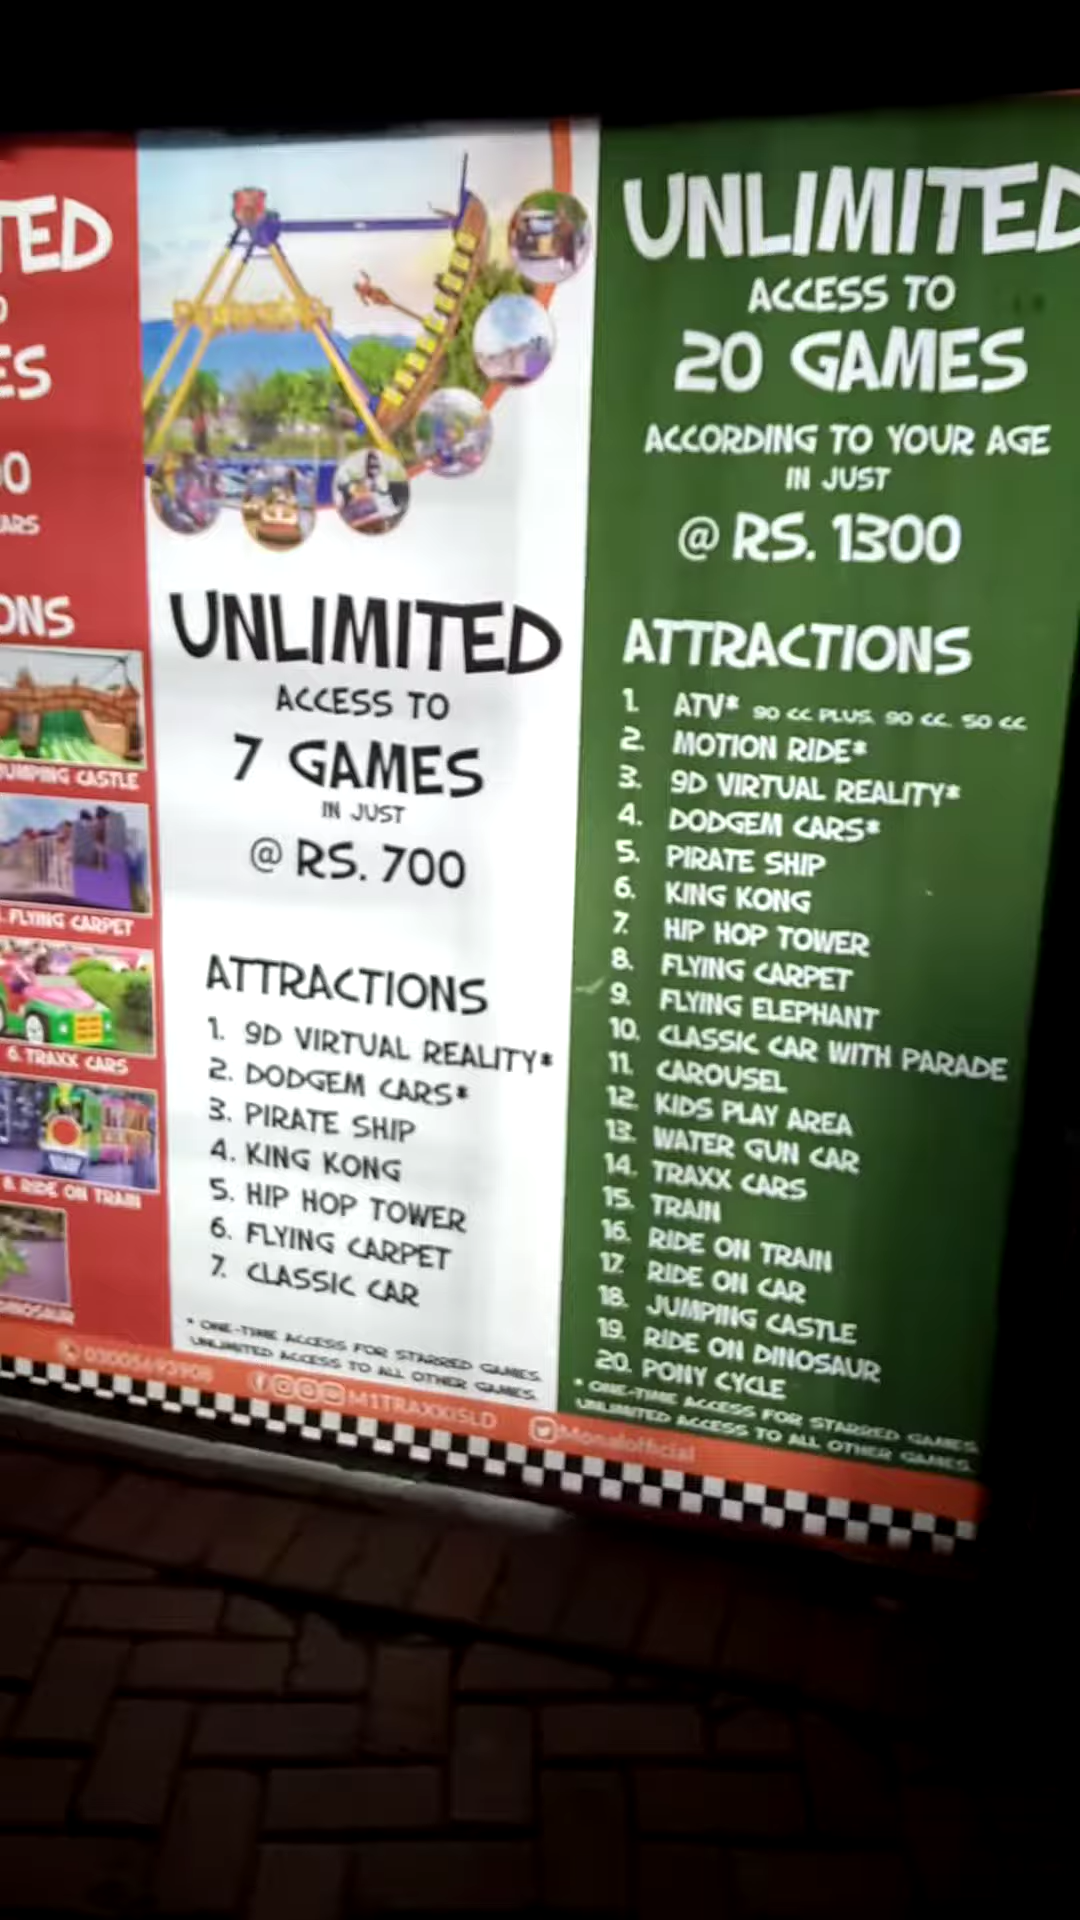 TED
ES
00
ARS
ONS
JUMPING CASTLE
FLYING CARPET
6. TRAXX CARS
8. RIDE ON TRAIN
DINOSAUR
UNLIMITED
ACCESS TO
7 GAMES
IN JUST
@ RS. 700
ATTRACTIONS
1. 9D VIRTUAL REALITY*
2. DODGEM CARS*
3. PIRATE SHIP
4. KING KONG
5. HIP HOP TOWER
6. FLYING CARPET
7. CLASSIC CAR
* ONE-TIME ACCESS FOR STARRED GAMES.
UNLIMITED ACCESS TO ALL OTHER GAMES.
UNLIMITED
ACCESS TO
20 GAMES
ACCORDING TO YOUR AGE
IN JUST
@ RS. 1300
ATTRACTIONS
1. ATV* 90 CC PLUS. 90 CC. 50 CC
2. MOTION RIDE*
3. 9D VIRTUAL REALITY*
4. DODGEM CARS*
5. PIRATE SHIP
6. KING KONG
7. HIP HOP TOWER
8. FLYING CARPET
9. FLYING ELEPHANT
10. CLASSIC CAR WITH PARADE
11. CAROUSEL
12. KIDS PLAY AREA
13. WATER GUN CAR
14. TRAXX CARS
15. TRAIN
16. RIDE ON TRAIN
17. RIDE ON CAR
18. JUMPING CASTLE
19. RIDE ON DINOSAUR
20. PONY CYCLE
* ONE-TIME ACCESS FOR STARRED GAMES
UNLIMITED ACCESS TO ALL OTHER GAMES.
M1TRAXXISLD
Monalofficial